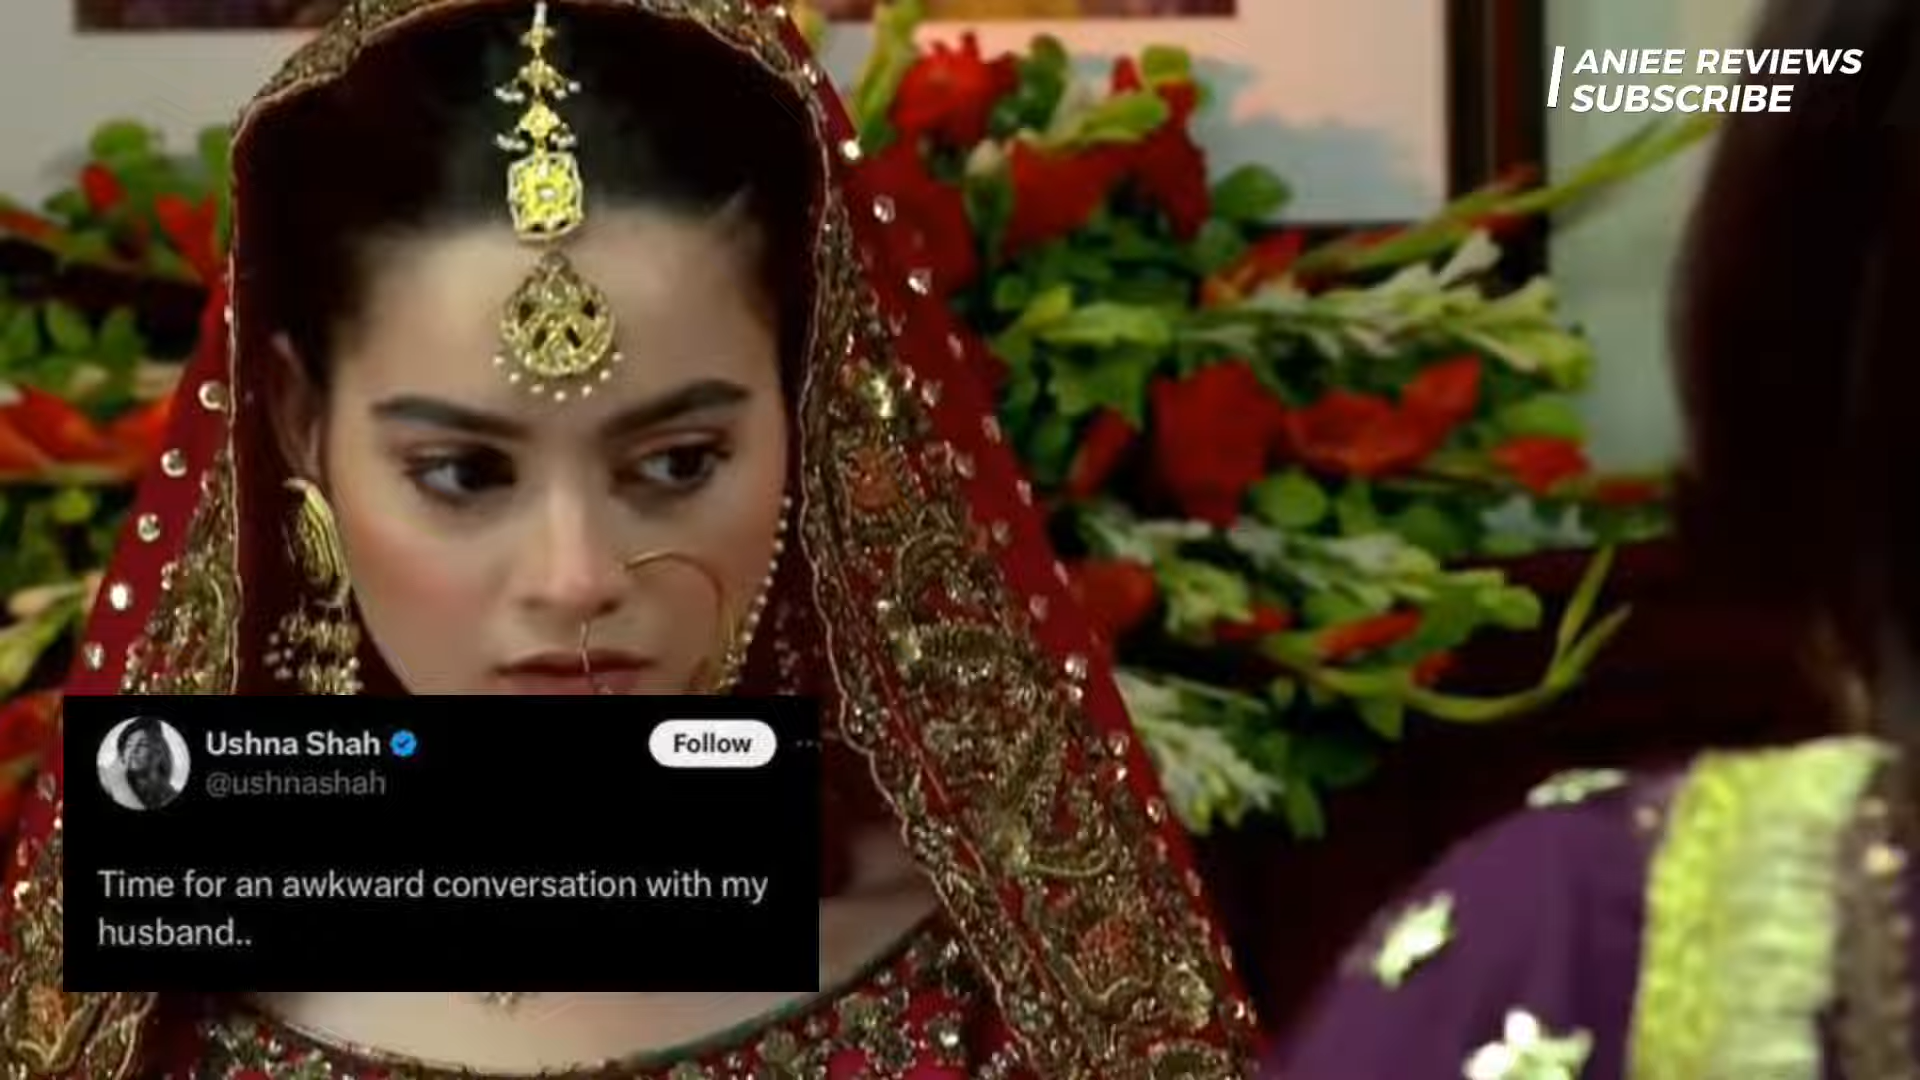 ANIEE REVIEWS
SUBSCRIBE
Ushna Shah
Follow
@ushnashah
Time for an awkward conversation with my
husband..